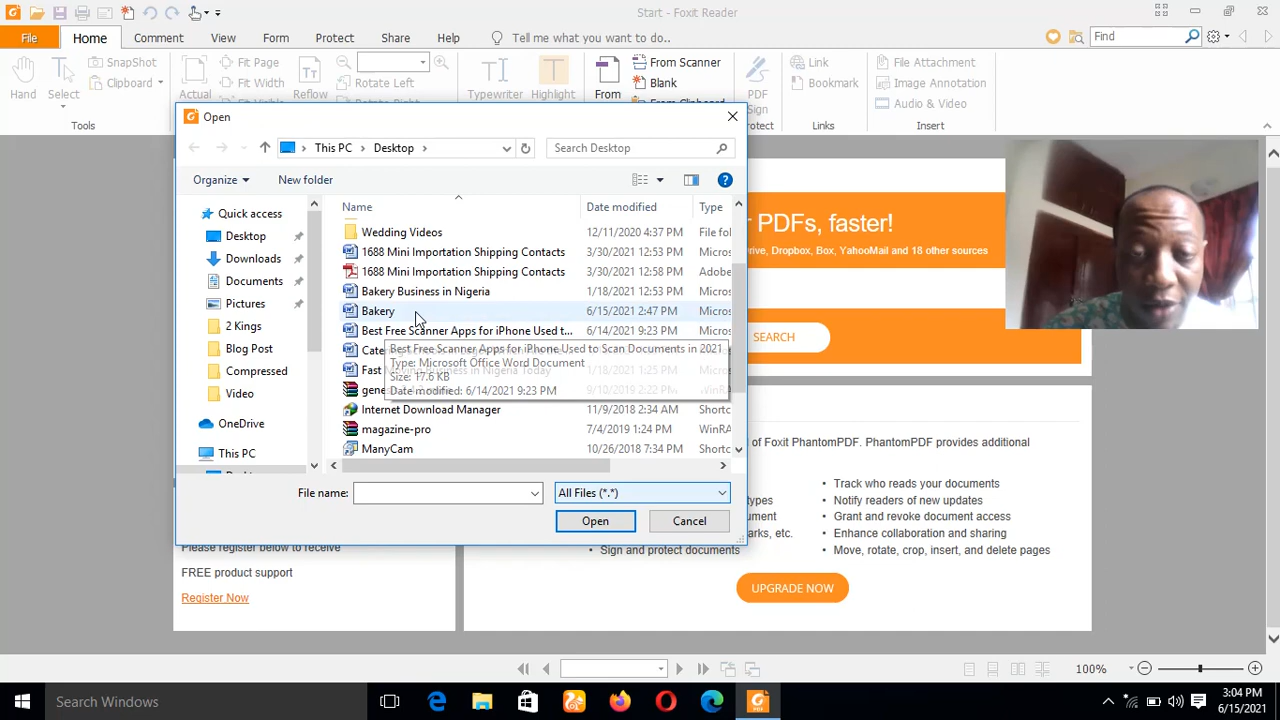 Start - Foxit Reader
File Home Comment View Form Protect Share Help Tell me what you want to do.. Find
SnapShot Fit Page From Scanner Link File Attachment
Hand Select Clipboard Actual Fit Width Reflow Rotate Left Typewriter Highlight From Blank PDF Sign Bookmark Image Annotation
Audio & Video
Tools Links Insert
Open
This PC Desktop Search Desktop
Organize New folder
Name Date modified Type
Quick access
Desktop
Downloads
Documents
Pictures
2 Kings
Blog Post
Compressed
Video
OneDrive
This PC
Wedding Videos 12/11/2020 4:37 PM File fol
1688 Mini Importation Shipping Contacts 3/30/2021 12:53 PM Micros
1688 Mini Importation Shipping Contacts 3/30/2021 12:58 PM Adobe
Bakery Business in Nigeria 1/18/2021 12:53 PM Micros
Bakery 6/15/2021 2:47 PM Micros
Best Free Scanner Apps for iPhone Used t... 6/14/2021 9:23 PM Micros
Best Free Scanner Apps for iPhone Used to Scan Documents in 2021
Type: Microsoft Office Word Document
Size: 17.6 KB
Date modified: 6/14/2021 9:23 PM
Internet Download Manager 11/9/2018 2:34 AM Shortc
magazine-pro 7/4/2019 1:24 PM WinRA
ManyCam 10/26/2018 7:34 PM Shortc
File name: All Files (*.*)
Open Cancel
PDFs, faster!
Drive, Dropbox, Box, YahooMail and 18 other sources
SEARCH
of Foxit PhantomPDF. PhantomPDF provides additional
Track who reads your documents
Notify readers of new updates
Grant and revoke document access
Enhance collaboration and sharing
Sign and protect documents
Move, rotate, crop, insert, and delete pages
UPGRADE NOW
Please register below to receive
FREE product support
Register Now
100%
Search Windows
3:04 PM
6/15/2021